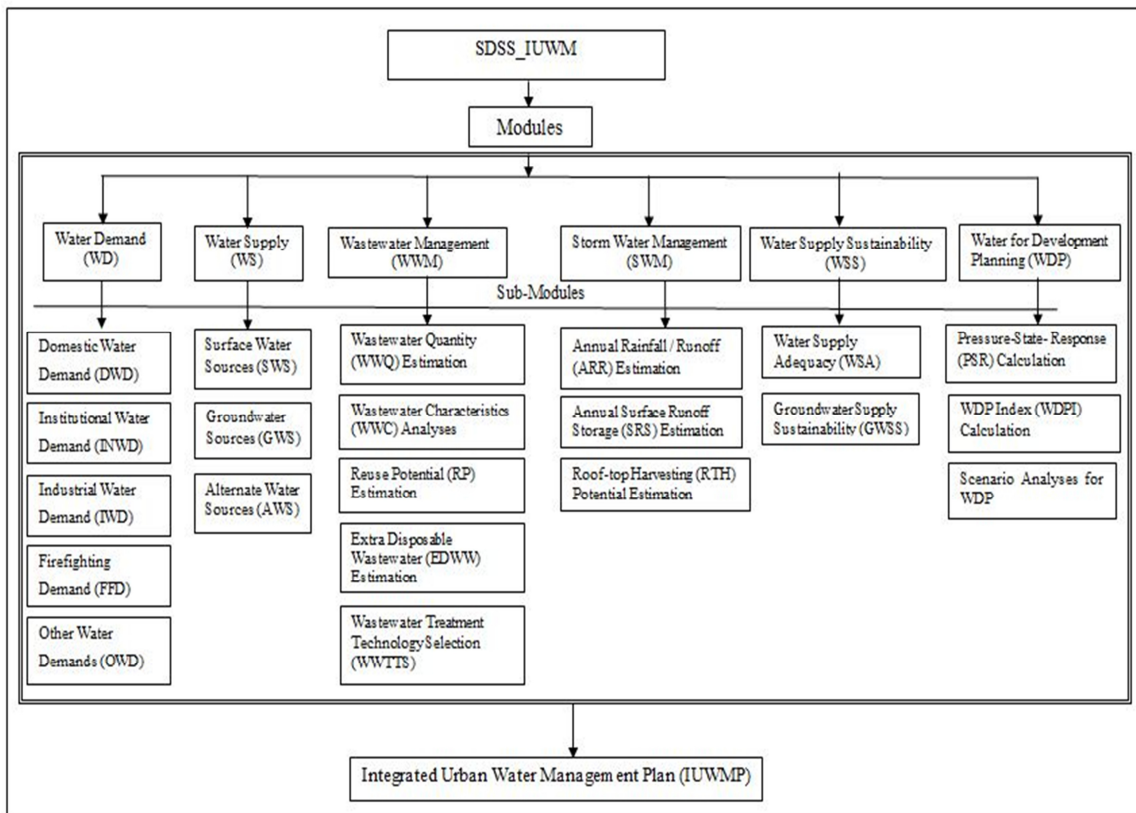 SDSS_IUWM
Modules
Water Demand
(WD)
Water Supply
(WS)
Wastewater Management
(WWM)
Storm Water Management
(SWM)
Water Supply Sustainability
(WSS)
Water for Development
Planning (WDP)
Sub-Modules
Domestic Water
Demand (DWD)
Institutional Water
Demand (INWD)
Industrial Water
Demand (IWD)
Firefighting
Demand (FFD)
Other Water
Demands (OWD)
Surface Water
Sources (SWS)
Groundwater
Sources (GWS)
Alternate Water
Sources (AWS)
Wastewater Quantity
(WWQ) Estimation
Wastewater Characteristics
(WWC) Analyses
Reuse Potential (RP)
Estimation
Extra Disposable
Wastewater (EDWW)
Estimation
Wastewater Treatment
Technology Selection
(WWTTS)
Annual Rainfall / Runoff
(ARR) Estimation
Annual Surface Runoff
Storage (SRS) Estimation
Roof-top Harvesting (RTH)
Potential Estimation
Water Supply
Adequacy (WSA)
Groundwater Supply
Sustainability (GWSS)
Pressure-State- Response
(PSR) Calculation
WDP Index (WDPI)
Calculation
Scenario Analyses for
WDP
Integrated Urban Water Management Plan (IUWMP)